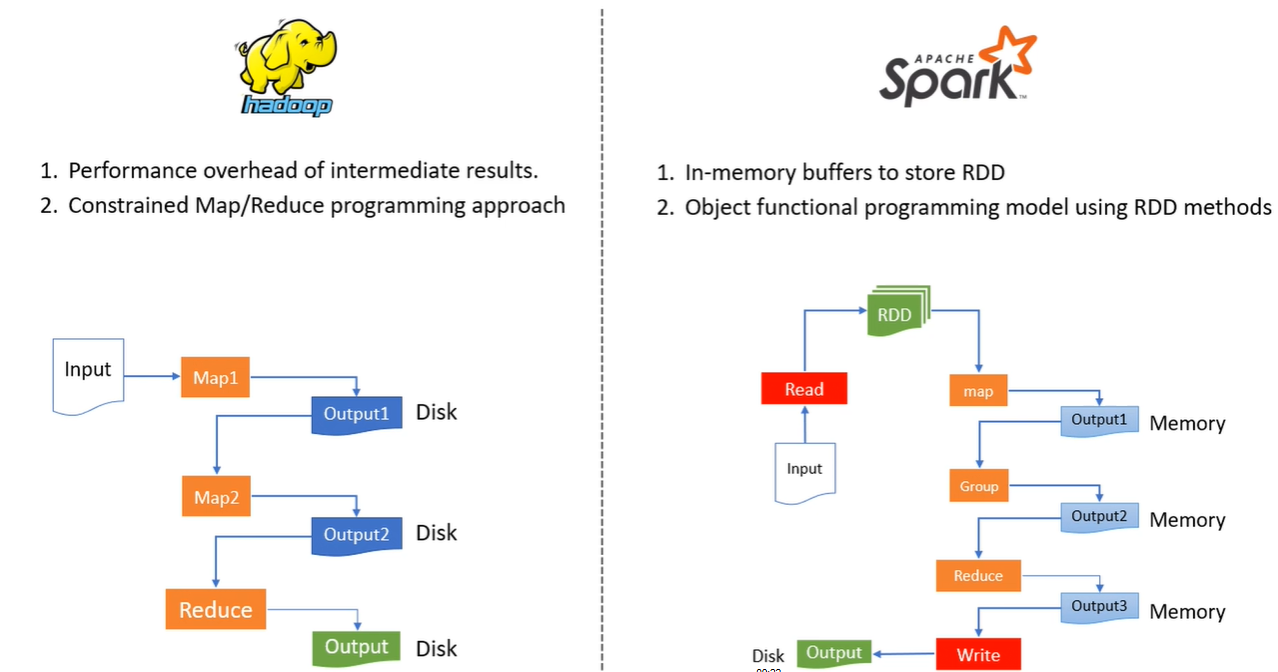 hadoop
1. Performance overhead of intermediate results.
2. Constrained Map/Reduce programming approach
Input
Map1
Output1
Disk
Map2
Output2
Disk
Reduce
Output
Disk
APACHE
Spark
TM
1. In-memory buffers to store RDD
2. Object functional programming model using RDD methods
RDD
Read
Input
map
Output1
Memory
Group
Output2
Memory
Reduce
Output3
Memory
Write
Output
Disk